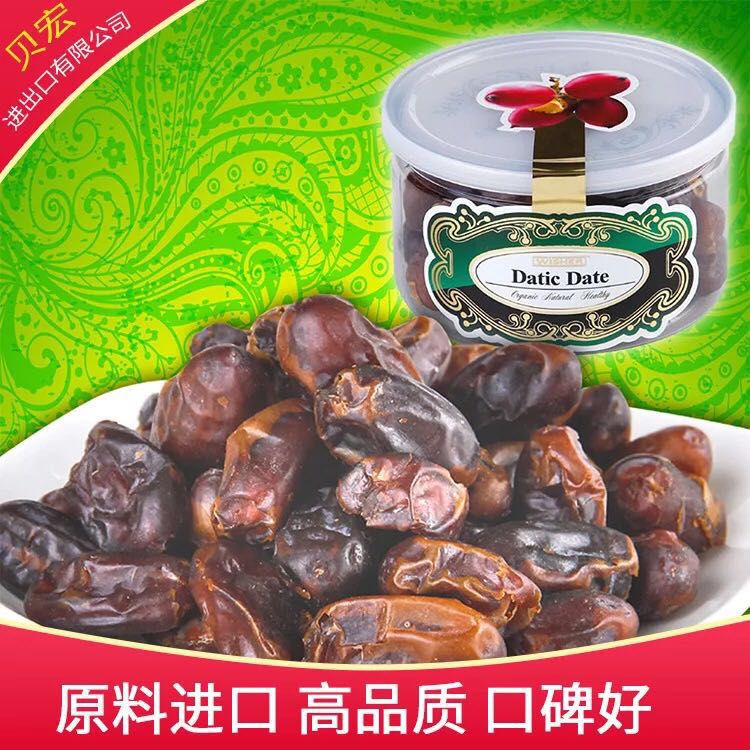 贝宏
进出口有限公司
WISHER
Datic Date
Organic Natural Healthy
原料进口 高品质 口碑好